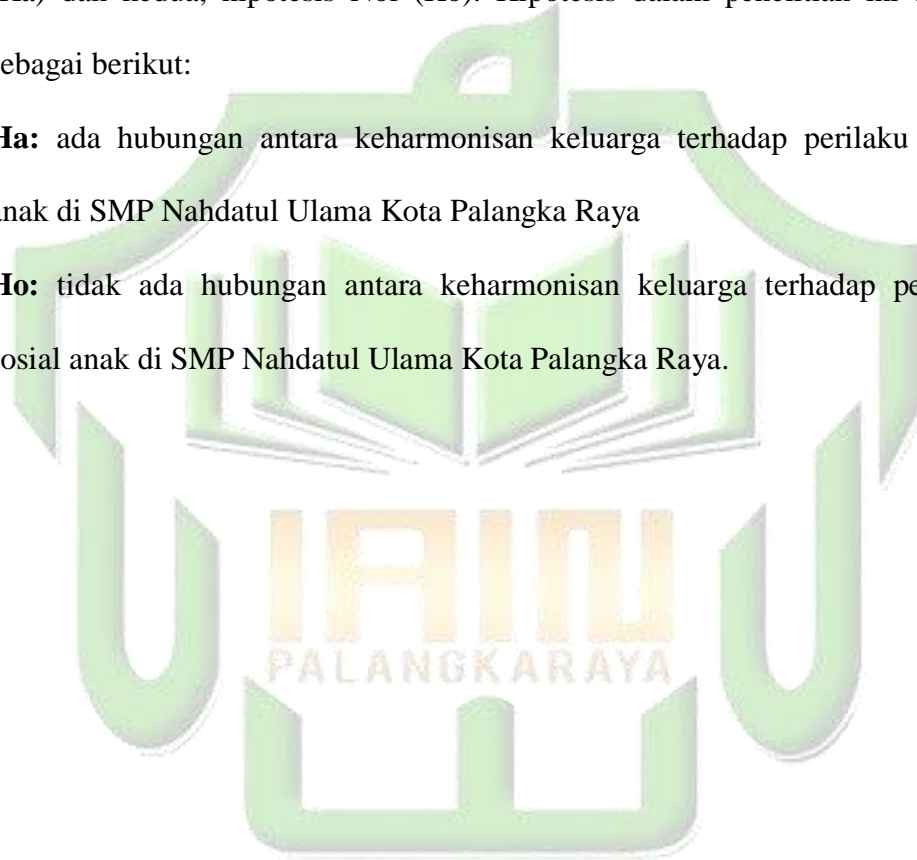 dan kedua, hipotesis Nol (Ho). Hipotesis dalam penelitian ini
sebagai berikut:
Ha: ada hubungan antara keharmonisan keluarga terhadap perilaku
anak di SMP Nahdatul Ulama Kota Palangka Raya
Ho: tidak ada hubungan antara keharmonisan keluarga terhadap pe
sosial anak di SMP Nahdatul Ulama Kota Palangka Raya.
IAIN
PALANGKARAYA